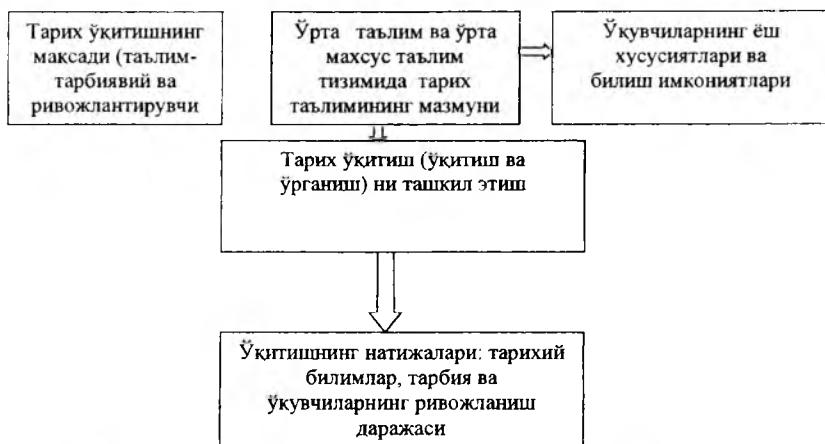 Тарих ўқитишнинг
мақсади (таълим-
тарбиявий ва
ривожлантирувчи
Ўрта таълим ва ўрта
махсус таълим
тизимида тарих
таълимининг мазмуни
Ўқувчиларнинг ёш
хусусиятлари ва
билиш имкониятлари
Тарих ўқитиш (ўқитиш ва
ўрганиш) ни ташкил этиш
Ўқитишнинг натижалари: тарихий
билимлар, тарбия ва
ўқувчиларнинг ривожланиш
даражаси